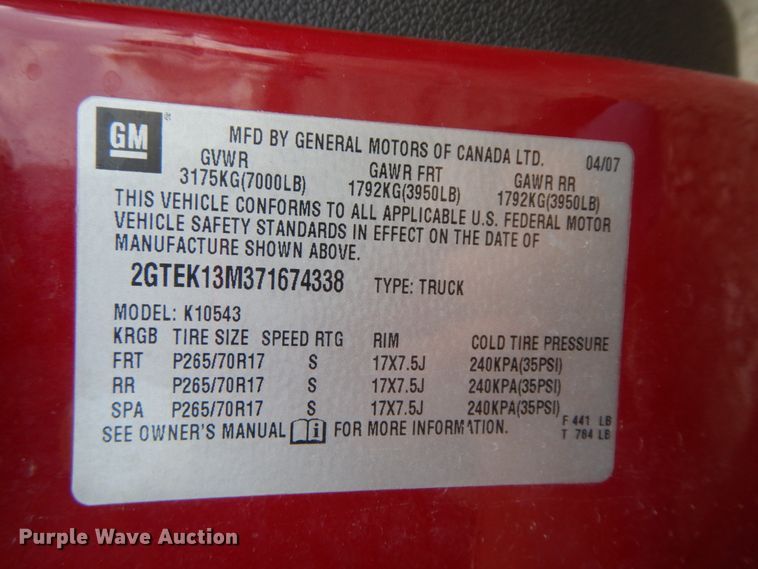 GM
MFD BY GENERAL MOTORS OF CANADA LTD. 04/07
GVWR GAWR FRT GAWR RR
3175KG(7000LB) 1792KG(3950LB) 1792KG(3950LB)
THIS VEHICLE CONFORMS TO ALL APPLICABLE U.S. FEDERAL MOTOR
VEHICLE SAFETY STANDARDS IN EFFECT ON THE DATE OF
MANUFACTURE SHOWN ABOVE.
2GTEK13M371674338 TYPE: TRUCK
MODEL: K10543
KRGB TIRE SIZE SPEED RTG RIM COLD TIRE PRESSURE
FRT P265/70R17 S 17X7.5J 240KPA(35PSI)
RR P265/70R17 S 17X7.5J 240KPA(35PSI)
SPA P265/70R17 S 17X7.5J 240KPA(35PSI)
SEE OWNER'S MANUAL i FOR MORE INFORMATION.
F 441 LB
T 784 LB
Purple Wave Auction